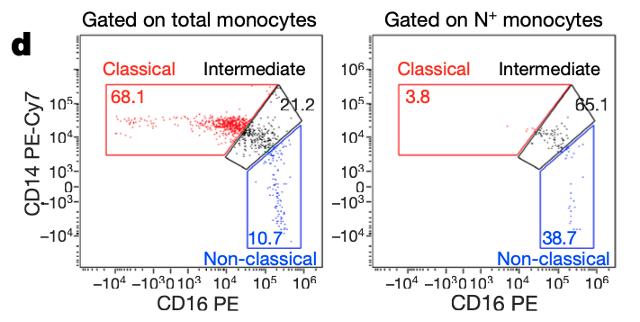 d
Gated on total monocytes
Gated on N⁺ monocytes
Classical Intermediate
68.1
21.2
10⁵
10⁴
10³
0
−10³
−10⁴
CD14 PE-Cy7
10.7
Non-classical
−10⁴ −10³ 0 10³ 10⁴ 10⁵ 10⁶
CD16 PE
Classical Intermediate
3.8
65.1
10⁶
10⁵
10⁴
10³
0
−10³
−10⁴
38.7
Non-classical
−10⁴ −10³ 0 10³ 10⁴ 10⁵ 10⁶
CD16 PE